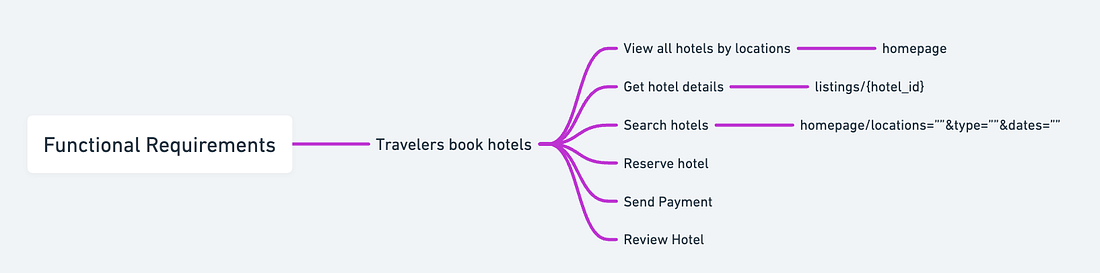 Functional Requirements
Travelers book hotels
View all hotels by locations
homepage
Get hotel details
listings/{hotel_id}
Search hotels
homepage/locations=””&type=””&dates=””
Reserve hotel
Send Payment
Review Hotel